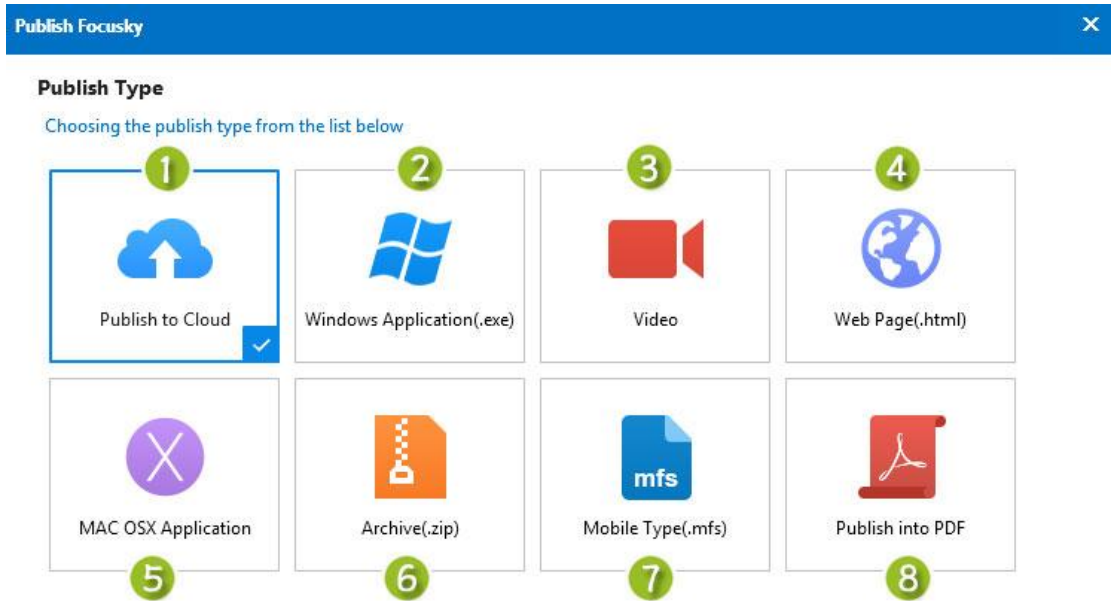 Publish Focusky
Publish Type
Choosing the publish type from the list below
1 2 3 4
Publish to Cloud Windows Application(.exe) Video Web Page(.html)
X mfs
MAC OSX Application Archive(.zip) Mobile Type(.mfs) Publish into PDF
5 6 7 8